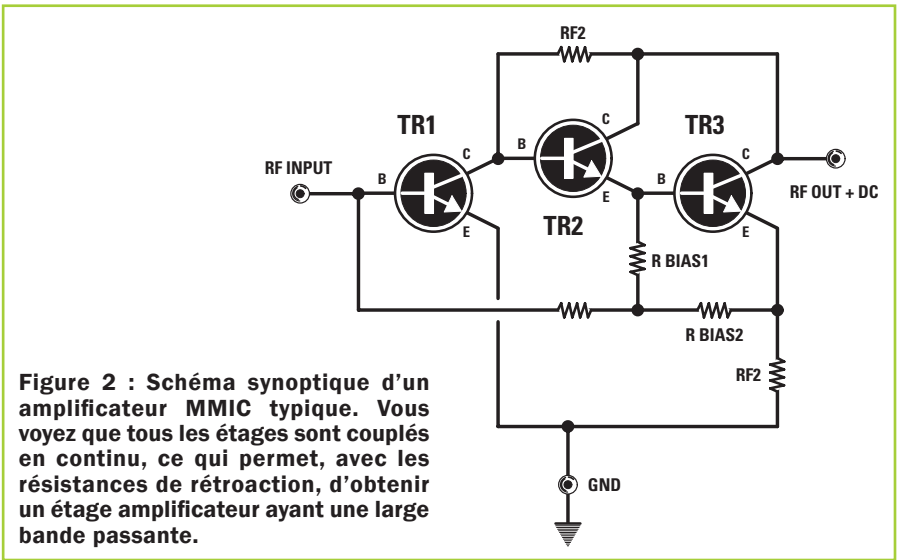 RF2
TR1
C
B
C
TR3
B
C
RF INPUT
B
E
TR2
E
RF OUT + DC
E
R BIAS1
R BIAS2
RF2
GND
Figure 2 : Schéma synoptique d'un
amplificateur MMIC typique. Vous
voyez que tous les étages sont couplés
en continu, ce qui permet, avec les
résistances de rétroaction, d'obtenir
un étage amplificateur ayant une large
bande passante.